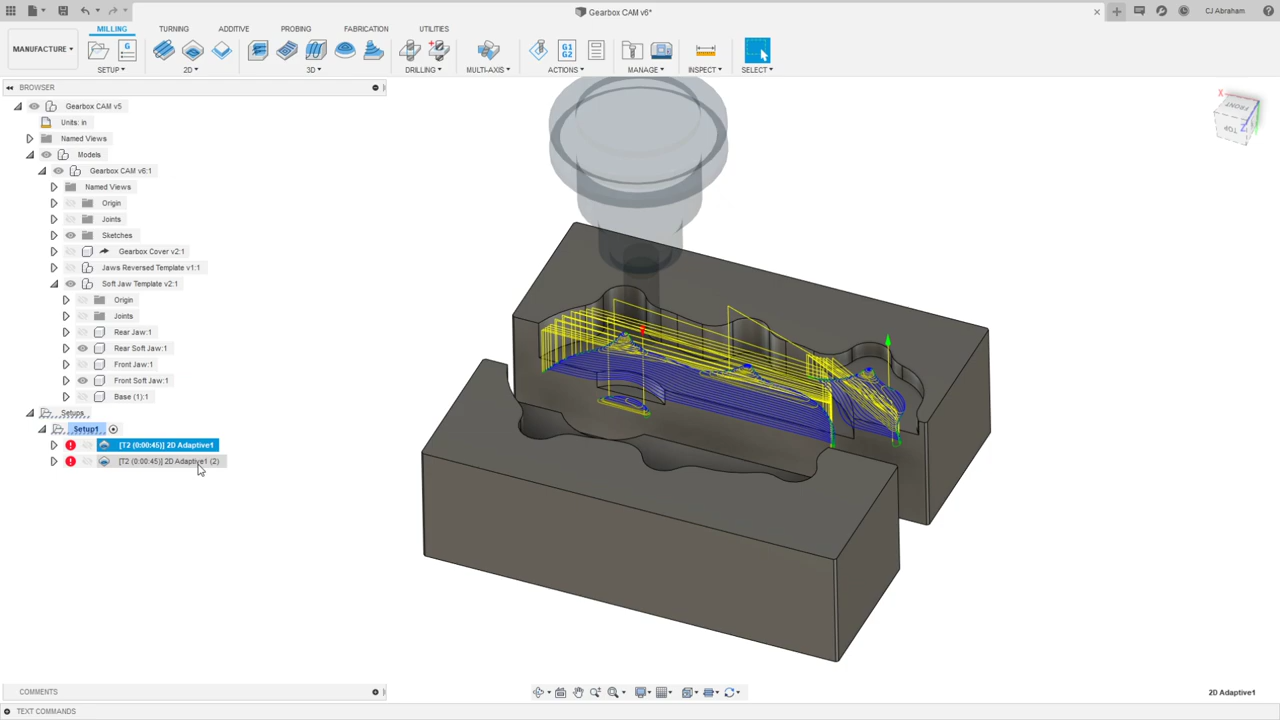 Gearbox CAM v6*
CJ Abraham
MANUFACTURE
MILLING
TURNING
ADDITIVE
PROBING
FABRICATION
UTILITIES
G
G1
G2
SETUP
2D
3D
DRILLING
MULTI-AXIS
ACTIONS
MANAGE
INSPECT
SELECT
BROWSER
Gearbox CAM v5
Units: in
Named Views
Models
Gearbox CAM v6:1
Named Views
Origin
Joints
Sketches
Gearbox Cover v2:1
Jaws Reversed Template v1:1
Soft Jaw Template v2:1
Origin
Joints
Rear Jaw:1
Rear Soft Jaw:1
Front Jaw:1
Front Soft Jaw:1
Base (1):1
Setups
Setup1
[T2 (0:00:45)] 2D Adaptive1
[T2 (0:00:45)] 2D Adaptive1 (2)
X
Z
FRONT
TOP
COMMENTS
2D Adaptive1
TEXT COMMANDS